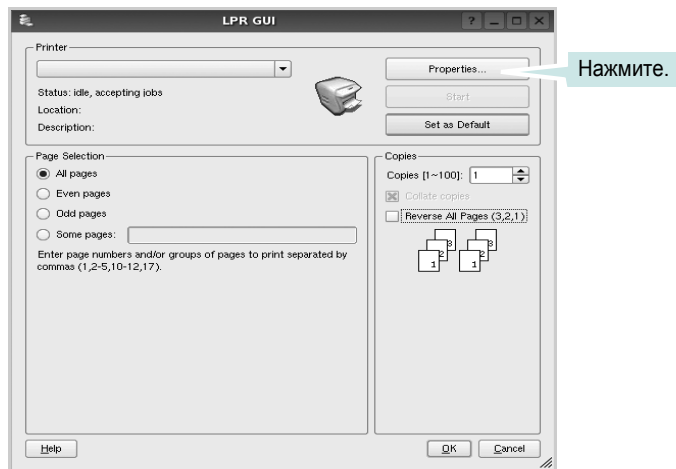 LPR GUI
Printer
Properties...
Нажмите.
Status: idle, accepting jobs
Start
Location:
Description:
Set as Default
Page Selection
All pages
Even pages
Odd pages
Some pages:
Enter page numbers and/or groups of pages to print separated by
commas (1,2-5,10-12,17).
Copies
Copies [1~100]: 1
Collate copies
Reverse All Pages (3,2,1)
3 3
2 2
1 1
Help
OK Cancel